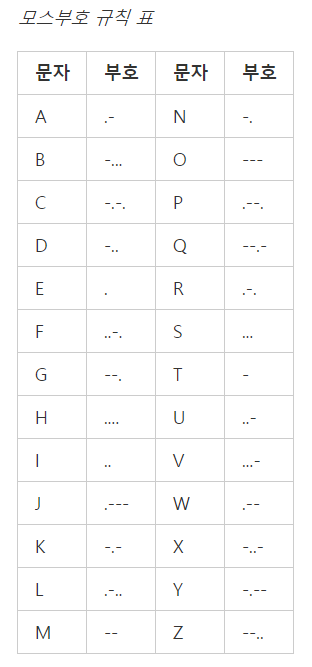 모스부호 규칙 표
문자 부호 문자 부호
A .- N -.
B -... O ---
C -.-. P .--.
D -.. Q --.-
E . R .-.
F ..-. S ...
G --. T -
H .... U ..-
I .. V ...-
J .--- W .--
K -.- X -..-
L .-.. Y -.--
M -- Z --..